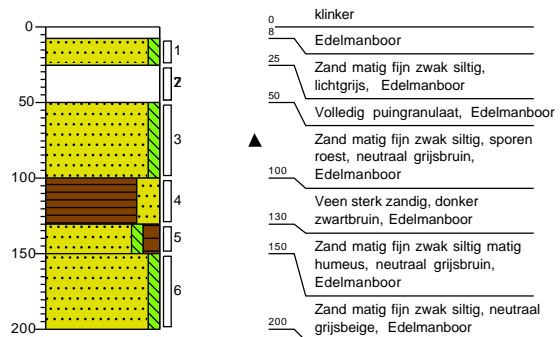 0
50
100
150
200
1
2
3
4
5
6
0
klinker
8
Edelmanboor
25
Zand matig fijn zwak siltig,
lichtgrijs, Edelmanboor
50
Volledig puingranulaat, Edelmanboor
Zand matig fijn zwak siltig, sporen
roest, neutraal grijsbruin,
Edelmanboor
100
Veen sterk zandig, donker
zwartbruin, Edelmanboor
130
150
Zand matig fijn zwak siltig matig
humeus, neutraal grijsbruin,
Edelmanboor
Zand matig fijn zwak siltig, neutraal
grijsbeige, Edelmanboor
200